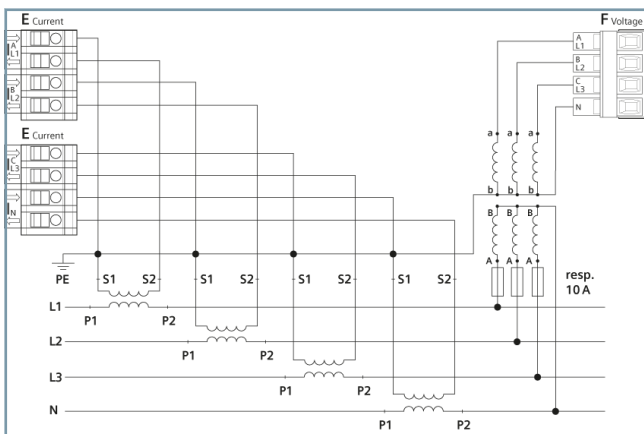 E Current
F Voltage
I A L1
I B L2
A L1
B L2
C L3
N
E Current
I C L3
I N
a a a
b b b
B B B
A A A
resp.
10 A
PE
S1 S2 S1 S2 S1 S2 S1 S2
L1
P1 P2
L2
P1 P2
L3
P1 P2
N
P1 P2